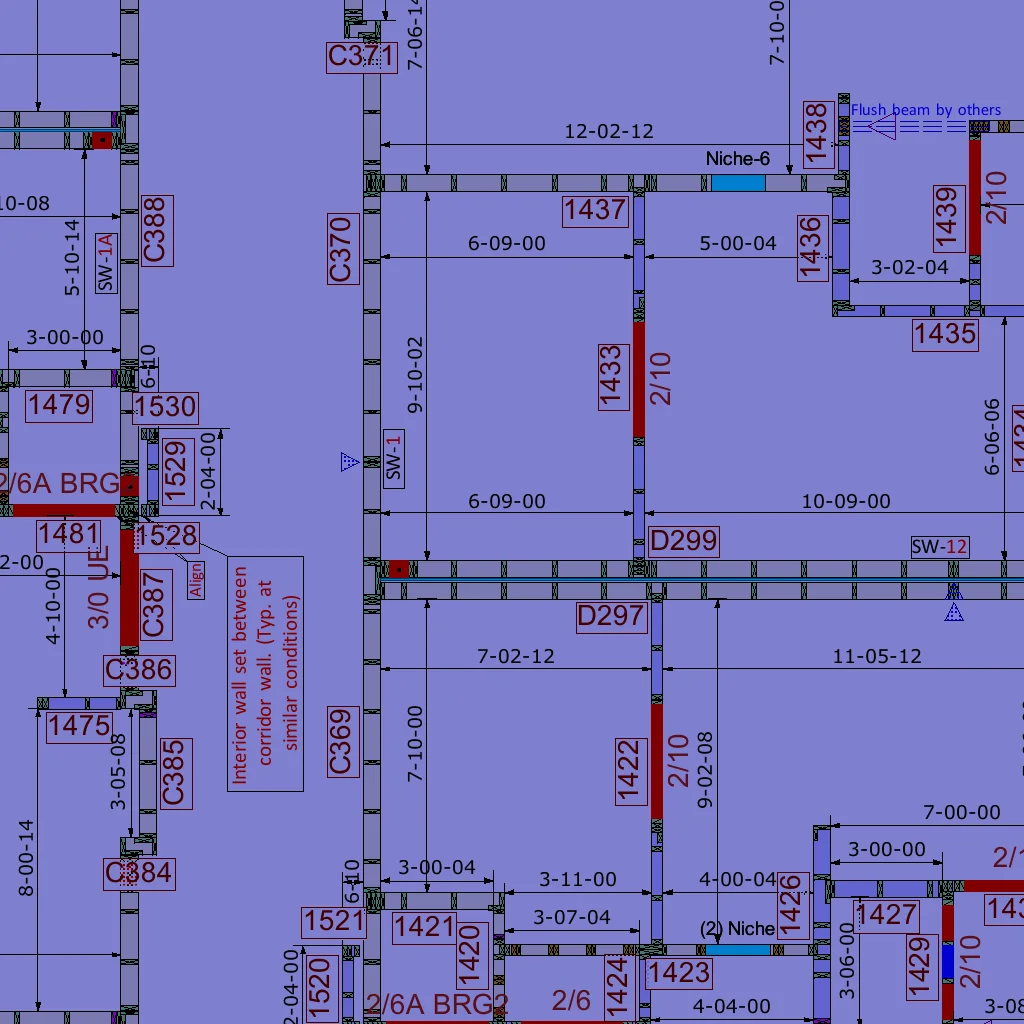 7-06-14
7-10-0
C371
Flush beam by others
1438
12-02-12
Niche-6
10-08
C388
5-10-14
SW-1A
C370
1437
6-09-00
5-00-04
1436
1439
2/10
3-02-04
1435
3-00-00
6-10
1479
1530
9-10-02
1433
2/10
6-06-06
1434
SW-1
1529
2-04-00
2/6A BRG
6-09-00
10-09-00
1481
1528
D299
SW-12
2-00
3/0 UE
C387
4-10-00
Align
Interior wall set between
corridor wall. (Typ. at
similar conditions)
D297
C386
7-02-12
11-05-12
1475
3-05-08
C385
C369
7-10-00
1422
2/10
9-02-08
7-00-00
8-00-14
C384
6-10
3-00-04
3-11-00
4-00-04
3-00-00
2/1
1426
1521
1421
1420
3-07-04
(2) Niche
1427
143
3-06-00
1429
2/10
2-04-00
1520
1424
1423
2/6A BRG2
2/6
4-04-00
3-08